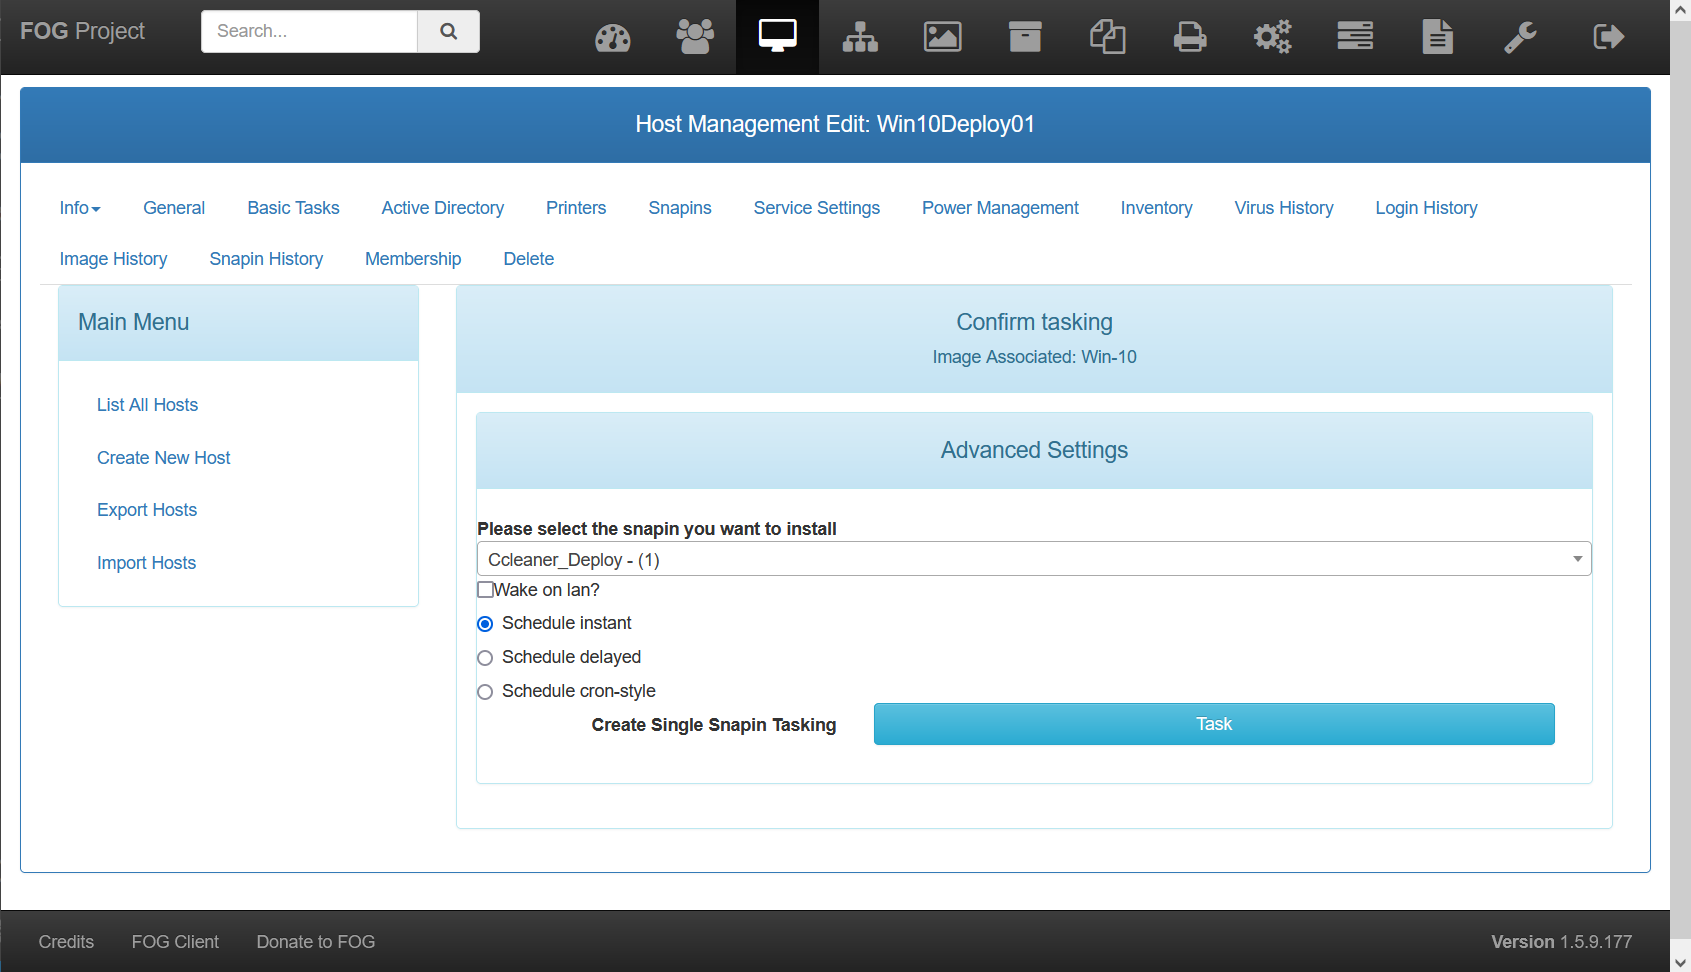 FOG Project
Search...
Host Management Edit: Win10Deploy01
Info General Basic Tasks Active Directory Printers Snapins Service Settings Power Management Inventory Virus History Login History
Image History Snapin History Membership Delete
Main Menu
List All Hosts
Create New Host
Export Hosts
Import Hosts
Confirm tasking
Image Associated: Win-10
Advanced Settings
Please select the snapin you want to install
Ccleaner_Deploy - (1)
Wake on lan?
Schedule instant
Schedule delayed
Schedule cron-style
Create Single Snapin Tasking Task
Credits FOG Client Donate to FOG Version 1.5.9.177